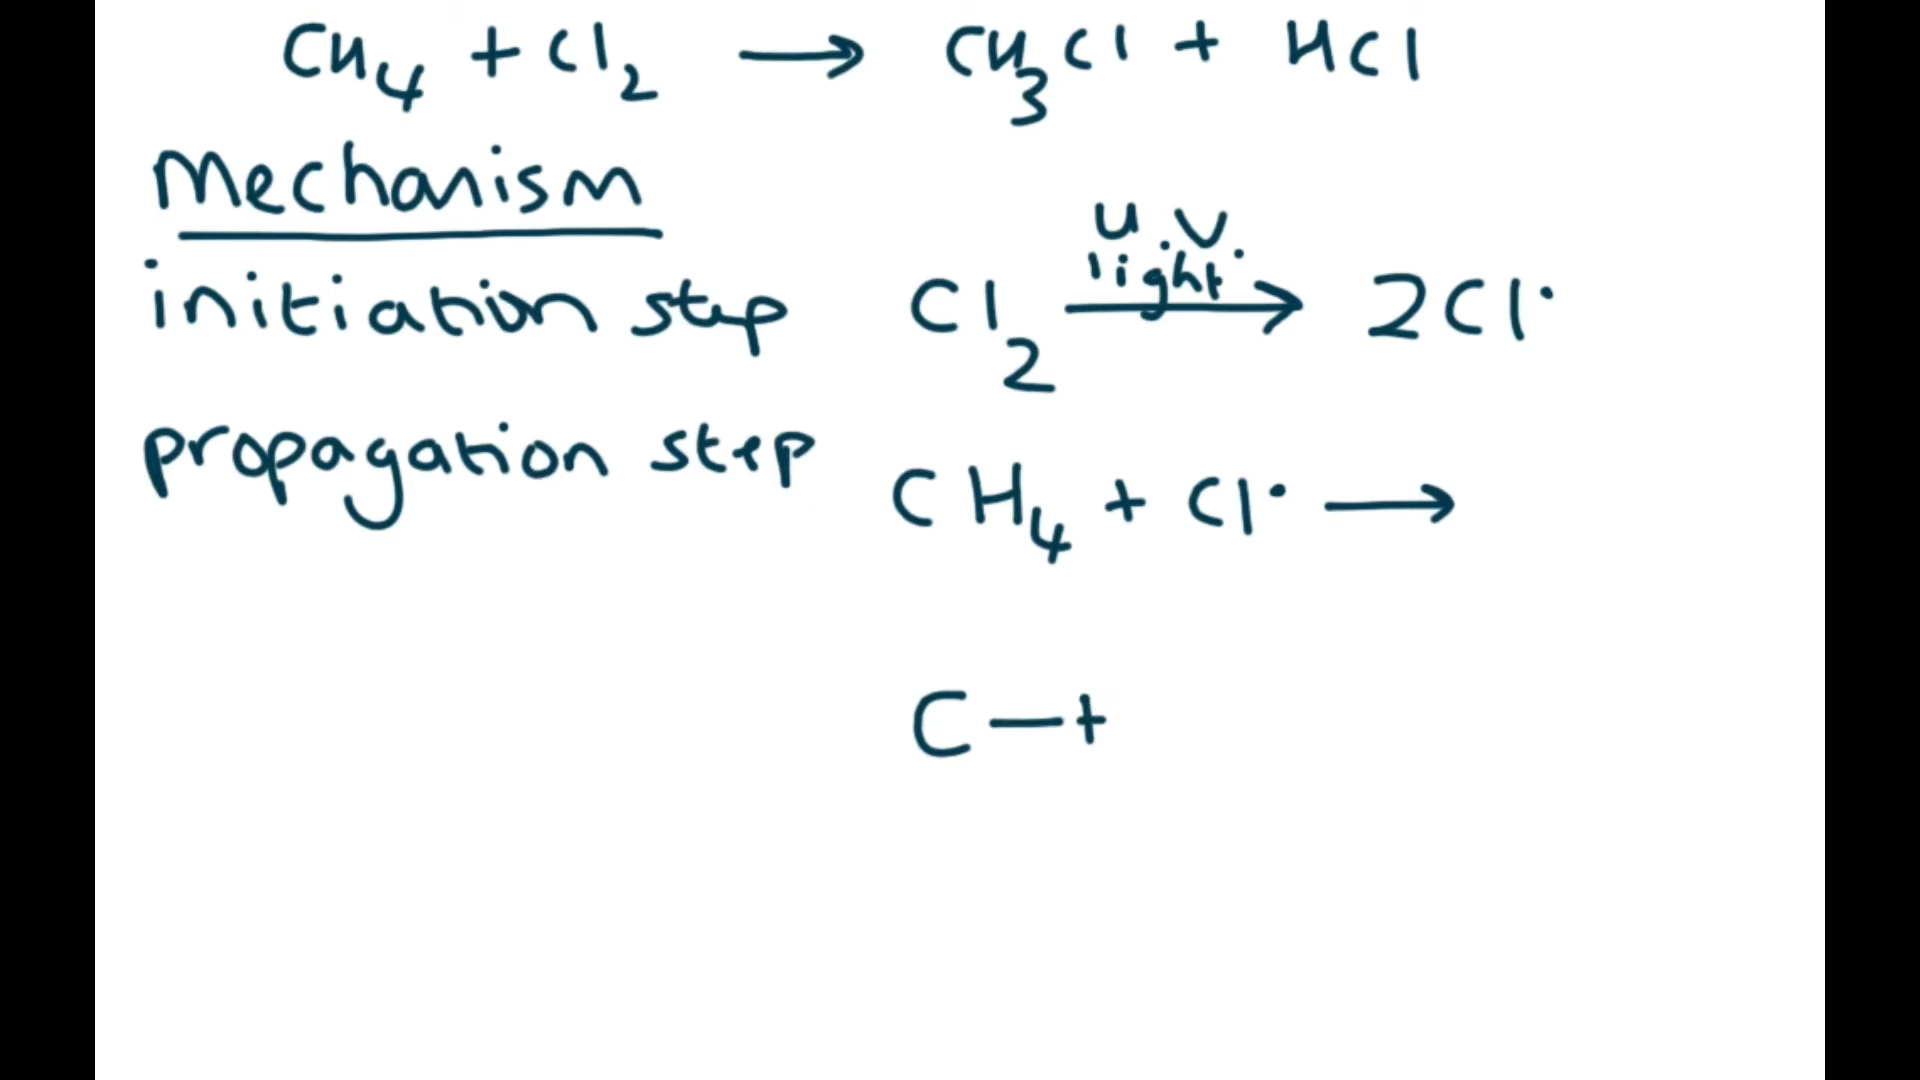 CH₄ + Cl₂ → CH₃Cl + HCl
Mechanism
initiation step Cl₂ u.v. light → 2Cl·
propagation step CH₄ + Cl· →
C — +